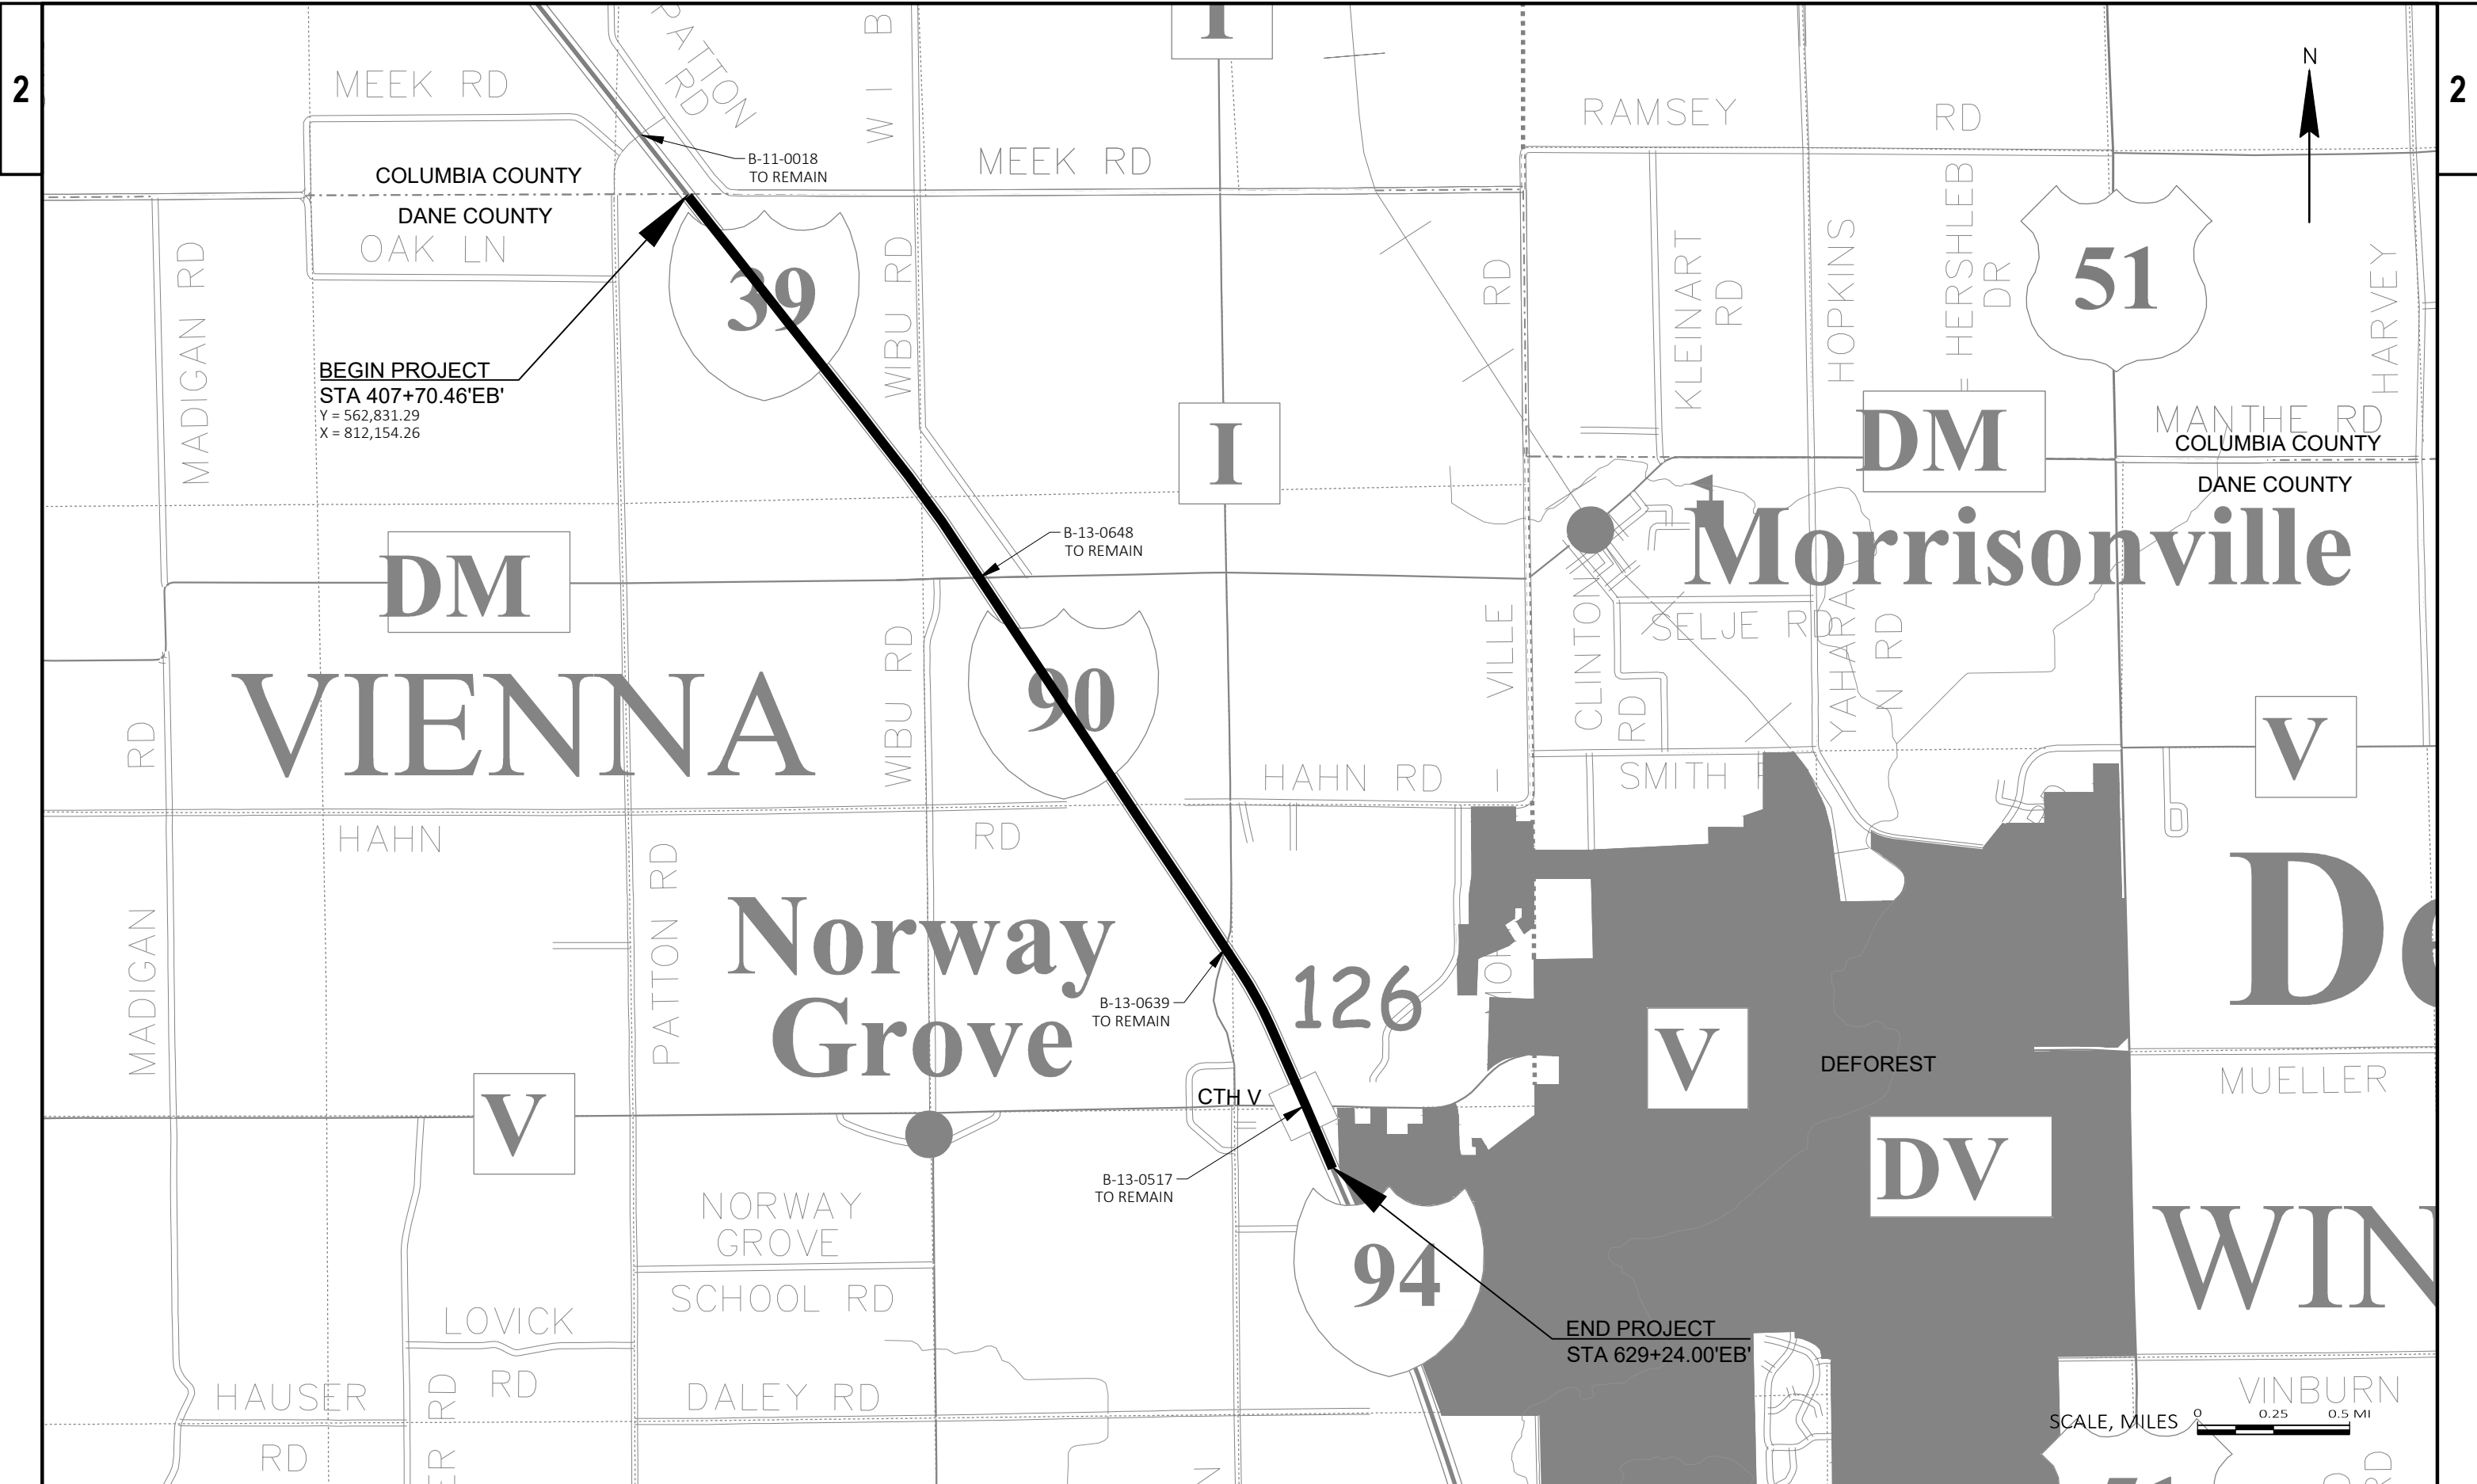 2
2
N
PATTON
RD
WIB
I
MEEK RD
RAMSEY
RD
B-11-0018
TO REMAIN
MEEK RD
COLUMBIA COUNTY
DANE COUNTY
OAK LN
MADIGAN RD
39
WIBU RD
RD
KLEINART
RD
HOPKINS
HERSHLEB
DR
51
HARVEY
BEGIN PROJECT
STA 407+70.46'EB'
Y = 562,831.29
X = 812,154.26
I
DM
MANTHE RD
COLUMBIA COUNTY
DANE COUNTY
B-13-0648
TO REMAIN
Morrisonville
DM
VIENNA
WIBU RD
90
VILLE
CLINTON
RD
SELJE RD
YAHARA
N RD
V
RD
HAHN RD
SMITH
HAHN
RD
PATTON RD
MADIGAN
Norway
Grove
126
B-13-0639
TO REMAIN
De
V
DEFOREST
MUELLER
CTH V
V
DV
B-13-0517
TO REMAIN
NORWAY
GROVE
SCHOOL RD
94
WIN
END PROJECT
STA 629+24.00'EB'
LOVICK
RD
HAUSER
RD
DALEY RD
ER RD
VINBURN
SCALE, MILES
0 0.25 0.5 MI
RD
51